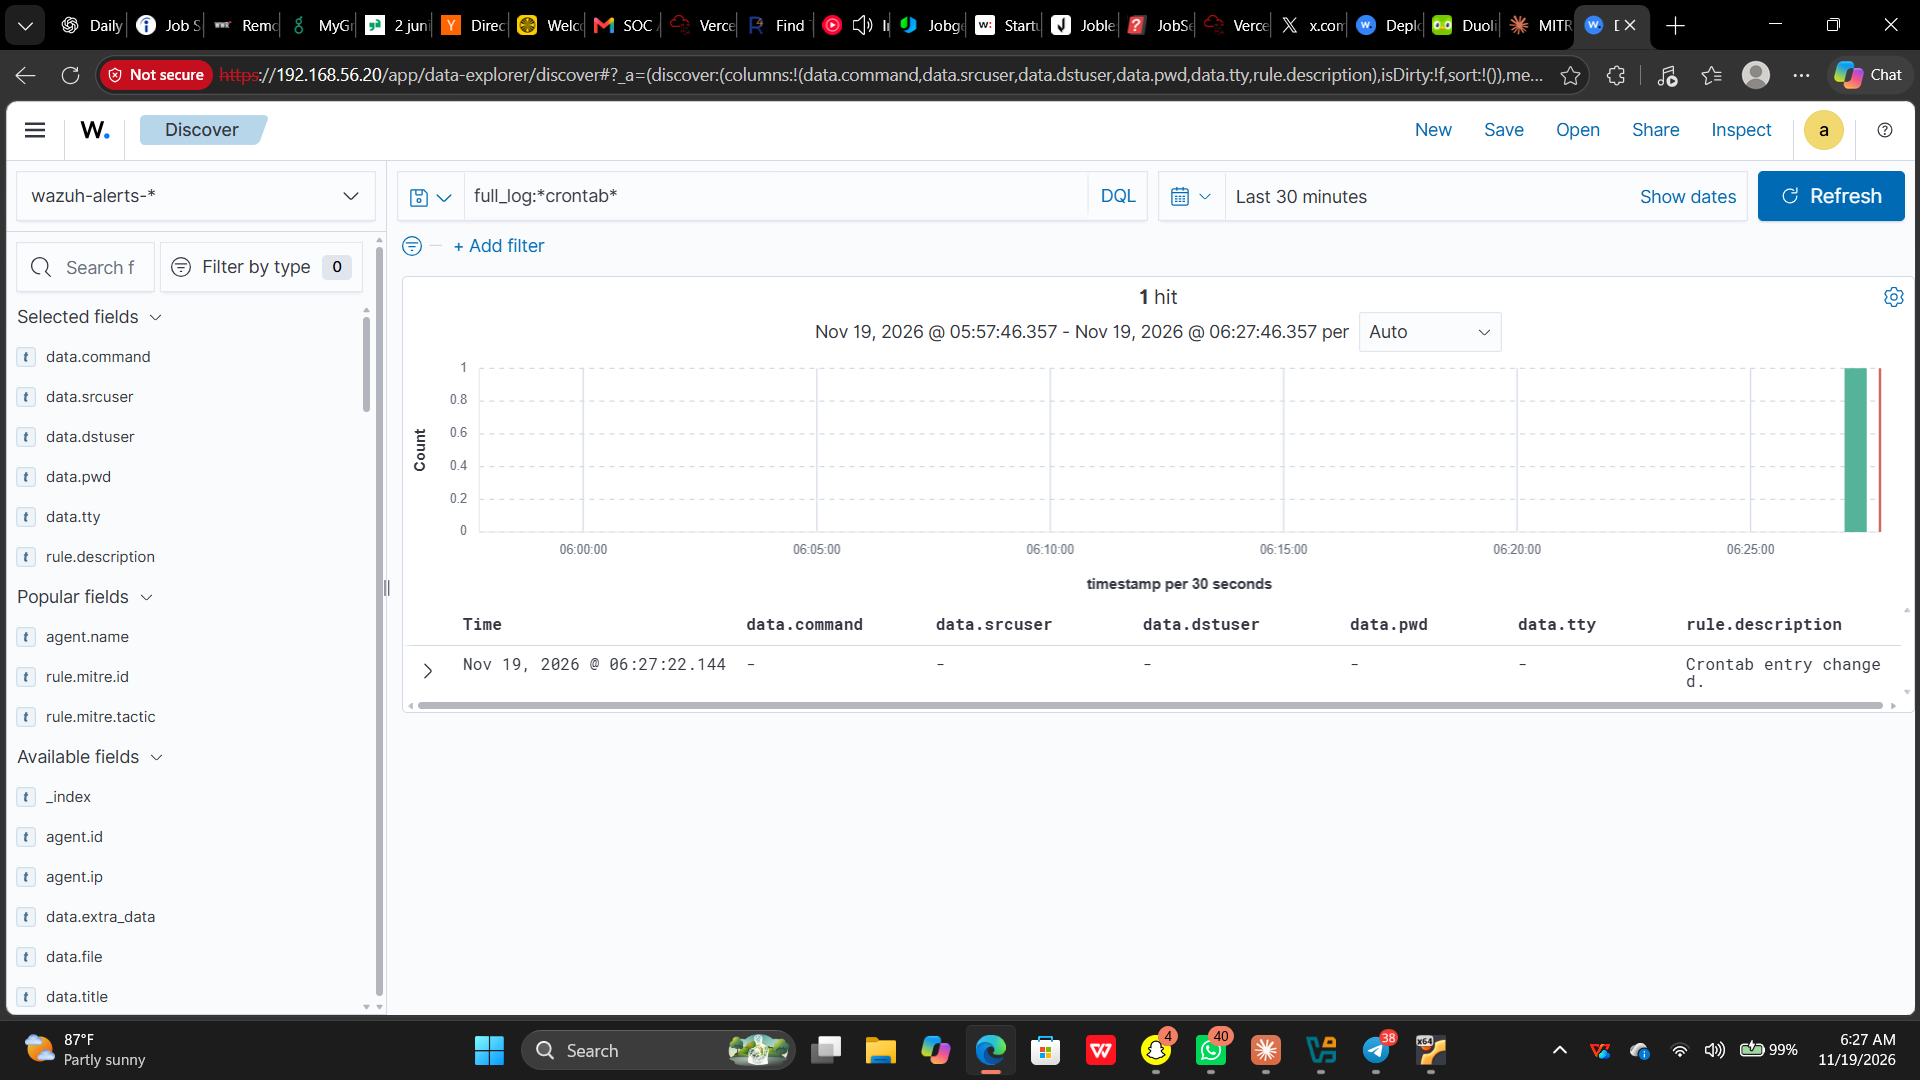 Daily
Job S
Remo
MyGr
2 juni
Direc
Welco
SOC
Verce
Find
Jobge
Startu
Joble
JobSe
Verce
x.com
Deplo
Duoli
MITR
Not secure
https://192.168.56.20/app/data-explorer/discover#?_a=(discover:(columns:!(data.command,data.srcuser,data.dstuser,data.pwd,data.tty,rule.description),isDirty:!f,sort:!()),me...
Chat
W.
Discover
New
Save
Open
Share
Inspect
a
wazuh-alerts-*
full_log:*crontab*
DQL
Last 30 minutes
Show dates
Refresh
+ Add filter
Search f
Filter by type 0
Selected fields
t data.command
t data.srcuser
t data.dstuser
t data.pwd
t data.tty
t rule.description
Popular fields
t agent.name
t rule.mitre.id
t rule.mitre.tactic
Available fields
t _index
t agent.id
t agent.ip
t data.extra_data
t data.file
t data.title
1 hit
Nov 19, 2026 @ 05:57:46.357 - Nov 19, 2026 @ 06:27:46.357 per
Auto
Count
1
0.8
0.6
0.4
0.2
0
06:00:00
06:05:00
06:10:00
06:15:00
06:20:00
06:25:00
timestamp per 30 seconds
Time data.command data.srcuser data.dstuser data.pwd data.tty rule.description
Nov 19, 2026 @ 06:27:22.144 - - - - - Crontab entry change
d.
87°F
Partly sunny
Search
4
40
38
x64
99%
6:27 AM
11/19/2026